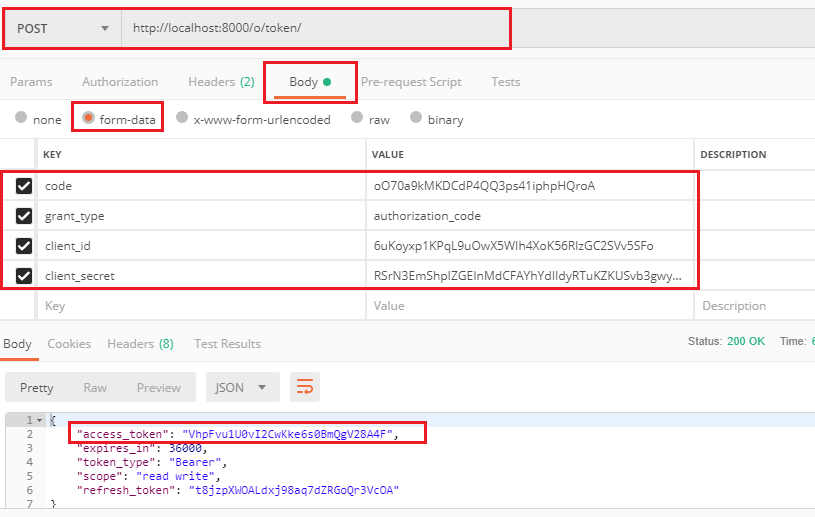 POST http://localhost:8000/o/token/
Params Authorization Headers (2) Body Pre-request Script Tests
none form-data x-www-form-urlencoded raw binary
KEY VALUE DESCRIPTION
code oO70a9kMKDCdP4QQ3ps41iphpHQroA
grant_type authorization_code
client_id 6uKoyxp1KPqL9uOwX5WIh4XoK56RIzGC2SVv5SFo
client_secret RSrN3EmShpIZGEInMdCFAYhYdIldyRTuKZKUSvb3gwy...
Key Value Description
Body Cookies Headers (8) Test Results Status: 200 OK Time: 6
Pretty Raw Preview JSON
1 {
2 "access_token": "VhpFvu1U0vI2CwKke6s0BmQgV28A4F",
3 "expires_in": 36000,
4 "token_type": "Bearer",
5 "scope": "read write",
6 "refresh_token": "t8jzpXWOALdxj98aq7dZRGoQr3VcOA"
7 }